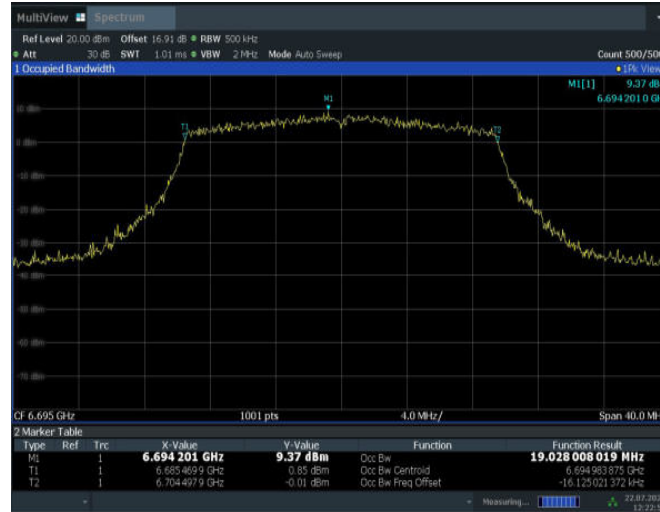 MultiView Spectrum
Ref Level 20.00 dBm Offset 16.91 dB RBW 500 kHz
Att 30 dB SWT 1.01 ms VBW 2 MHz Mode Auto Sweep Count 500/50
1 Occupied Bandwidth 1Pk View
M1[1] 9.37 dB
6.694 201 0 G
M1
10 dBm
T1 T2
0 dBm
-10 dBm
-20 dBm
-30 dBm
-40 dBm
-50 dBm
-60 dBm
-70 dBm
CF 6.695 GHz 1001 pts 4.0 MHz/ Span 40.0 MH
2 Marker Table
Type Ref Trc X-Value Y-Value Function Function Result
M1 1 6.694 201 GHz 9.37 dBm Occ Bw 19.028 008 019 MHz
T1 1 6.685 469 9 GHz 0.85 dBm Occ Bw Centroid 6.694 983 875 GHz
T2 1 6.704 497 9 GHz -0.01 dBm Occ Bw Freq Offset -16.125 021 372 kHz
Measuring... 22.07.202
12:22:5